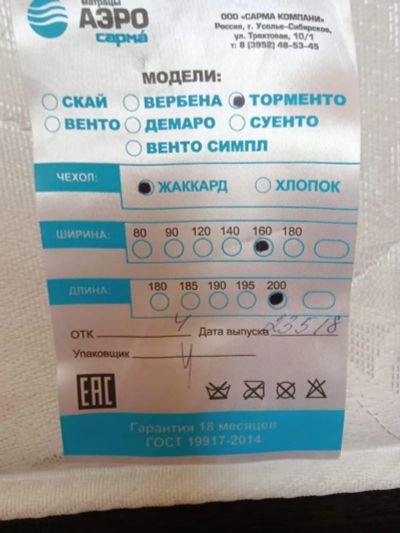 матрацы
АЭРО
сарма
ООО «САРМА КОМПАНИ»
Россия, г. Усолье-Сибирское,
ул. Трактовая, 10/1
т: 8 (3952) 48-53-45
МОДЕЛИ:
СКАЙ ВЕРБЕНА ТОРМЕНТО
ВЕНТО ДЕМАРО СУЕНТО
ВЕНТО СИМПЛ
ЧЕХОЛ: ЖАККАРД ХЛОПОК
80 90 120 140 160 180
ШИРИНА:
180 185 190 195 200
ДЛИНА:
ОТК Ч Дата выпуска
Упаковщик Ч
ЕАС
Гарантия 18 месяцев
ГОСТ 19917-2014